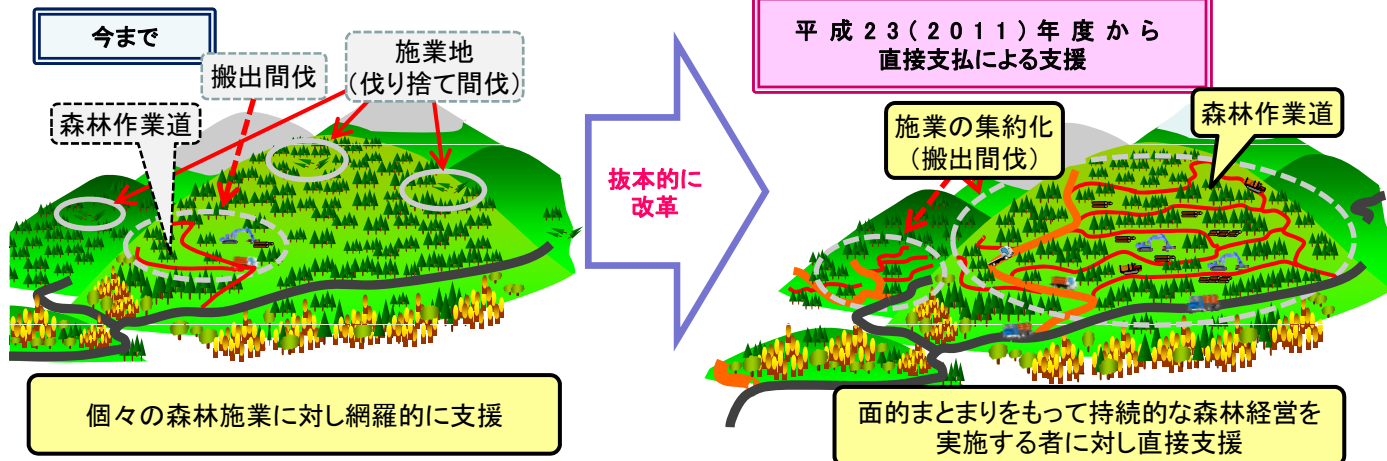 今まで
搬出間伐
施業地
(伐り捨て間伐)
森林作業道
個々の森林施業に対し網羅的に支援
抜本的に
改革
平成23(2011)年度から
直接支払による支援
施業の集約化
(搬出間伐)
森林作業道
面的まとまりをもって持続的な森林経営を
実施する者に対し直接支援